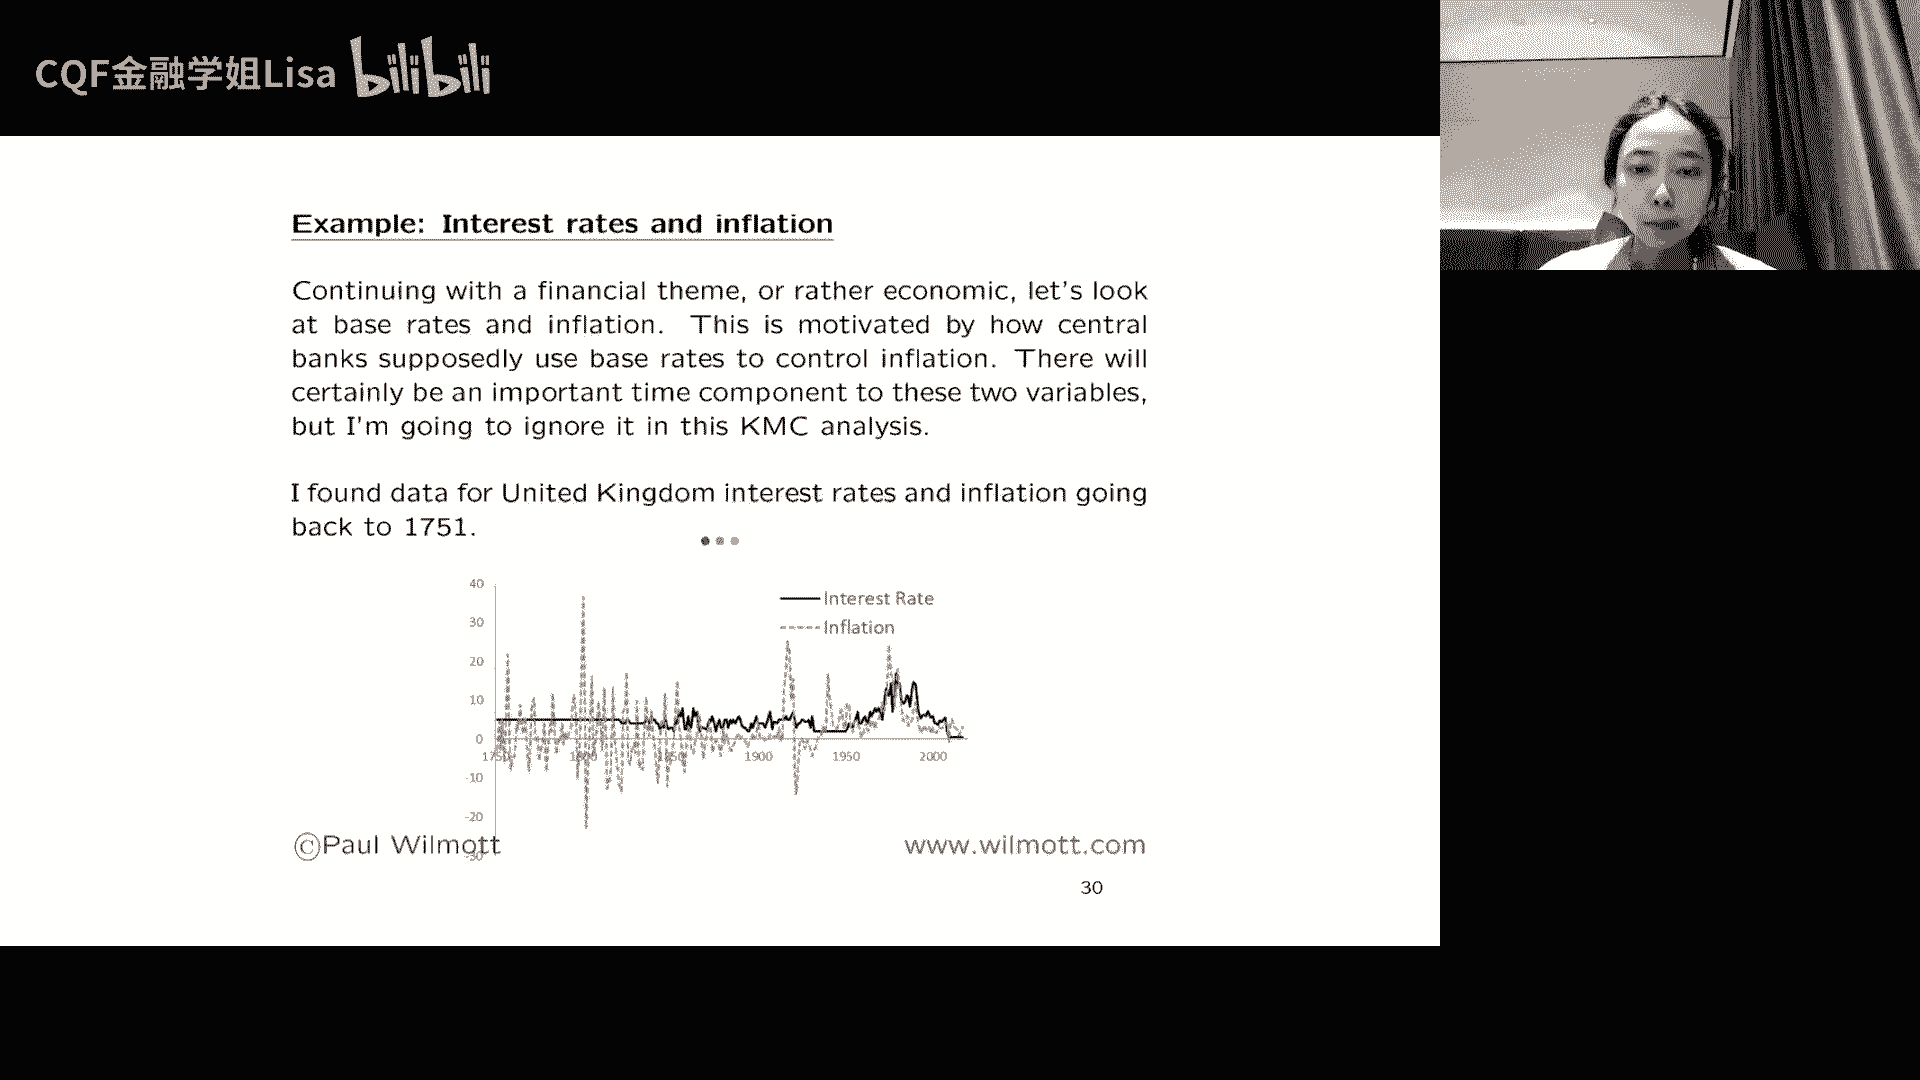 CQF金融学姐Lisa bilibili
Example: Interest rates and inflation
Continuing with a financial theme, or rather economic, let's look
at base rates and inflation. This is motivated by how central
banks supposedly use base rates to control inflation. There will
certainly be an important time component to these two variables,
but I'm going to ignore it in this KMC analysis.
I found data for United Kingdom interest rates and inflation going
back to 1751.
40
30
20
10
0
-10
-20
-30
Interest Rate
Inflation
1750 1800 1850 1900 1950 2000
©Paul Wilmott www.wilmott.com
30